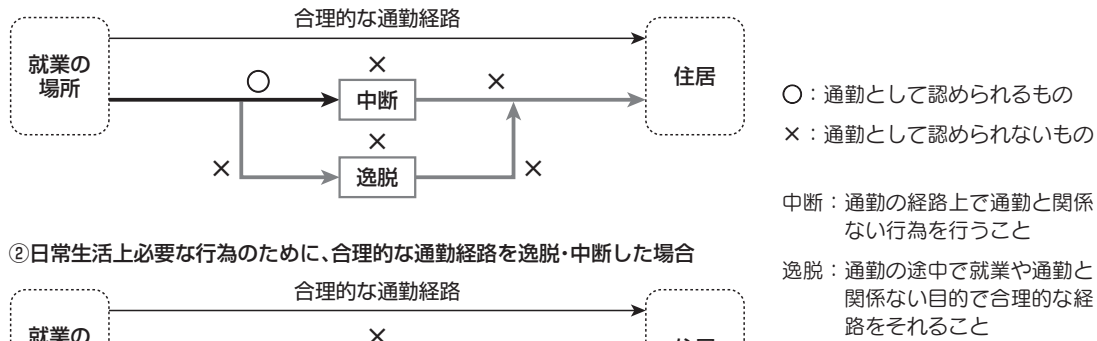 合理的な通勤経路
就業の
場所
○
×
中断
×
住居
×
×
逸脱
×
○：通勤として認められるもの
×：通勤として認められないもの
中断：通勤の経路上で通勤と関係
ない行為を行うこと
逸脱：通勤の途中で就業や通勤と
関係ない目的で合理的な経
路をそれること
②日常生活上必要な行為のために、合理的な通勤経路を逸脱・中断した場合
合理的な通勤経路
就業の
×